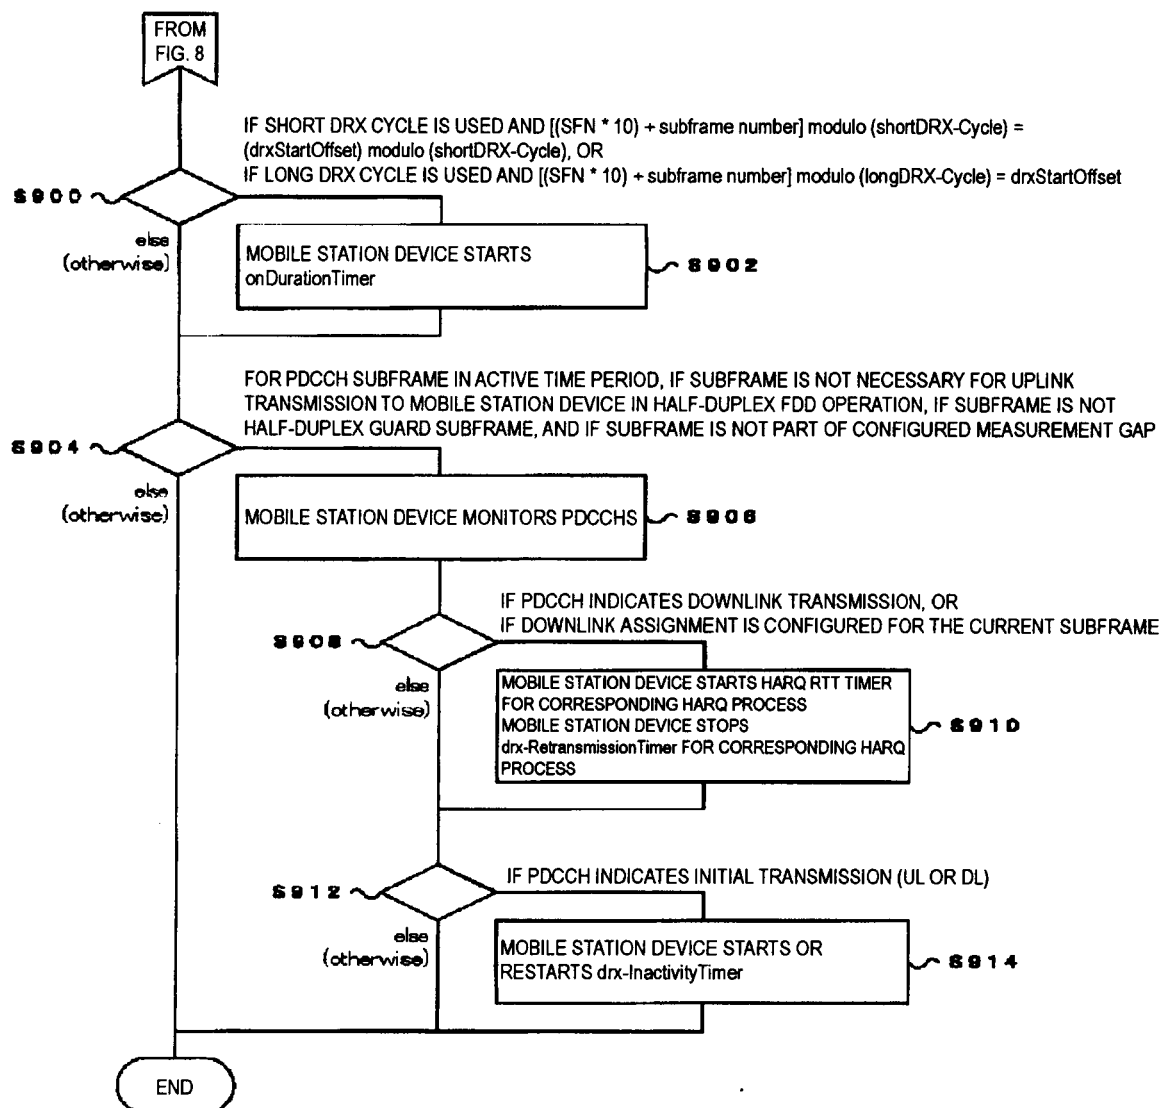 FROM
FIG. 8
IF SHORT DRX CYCLE IS USED AND [(SFN * 10) + subframe number] modulo (shortDRX-Cycle) =
(drxStartOffset) modulo (shortDRX-Cycle), OR
IF LONG DRX CYCLE IS USED AND [(SFN * 10) + subframe number] modulo (longDRX-Cycle) = drxStartOffset
S900
else
(otherwise)
MOBILE STATION DEVICE STARTS
onDurationTimer
S902
FOR PDCCH SUBFRAME IN ACTIVE TIME PERIOD, IF SUBFRAME IS NOT NECESSARY FOR UPLINK
TRANSMISSION TO MOBILE STATION DEVICE IN HALF-DUPLEX FDD OPERATION, IF SUBFRAME IS NOT
HALF-DUPLEX GUARD SUBFRAME, AND IF SUBFRAME IS NOT PART OF CONFIGURED MEASUREMENT GAP
S904
else
(otherwise)
MOBILE STATION DEVICE MONITORS PDCCHS
S906
IF PDCCH INDICATES DOWNLINK TRANSMISSION, OR
IF DOWNLINK ASSIGNMENT IS CONFIGURED FOR THE CURRENT SUBFRAME
S908
else
(otherwise)
MOBILE STATION DEVICE STARTS HARQ RTT TIMER
FOR CORRESPONDING HARQ PROCESS
MOBILE STATION DEVICE STOPS
drx-RetransmissionTimer FOR CORRESPONDING HARQ
PROCESS
S910
IF PDCCH INDICATES INITIAL TRANSMISSION (UL OR DL)
S912
else
(otherwise)
MOBILE STATION DEVICE STARTS OR
RESTARTS drx-InactivityTimer
S914
END